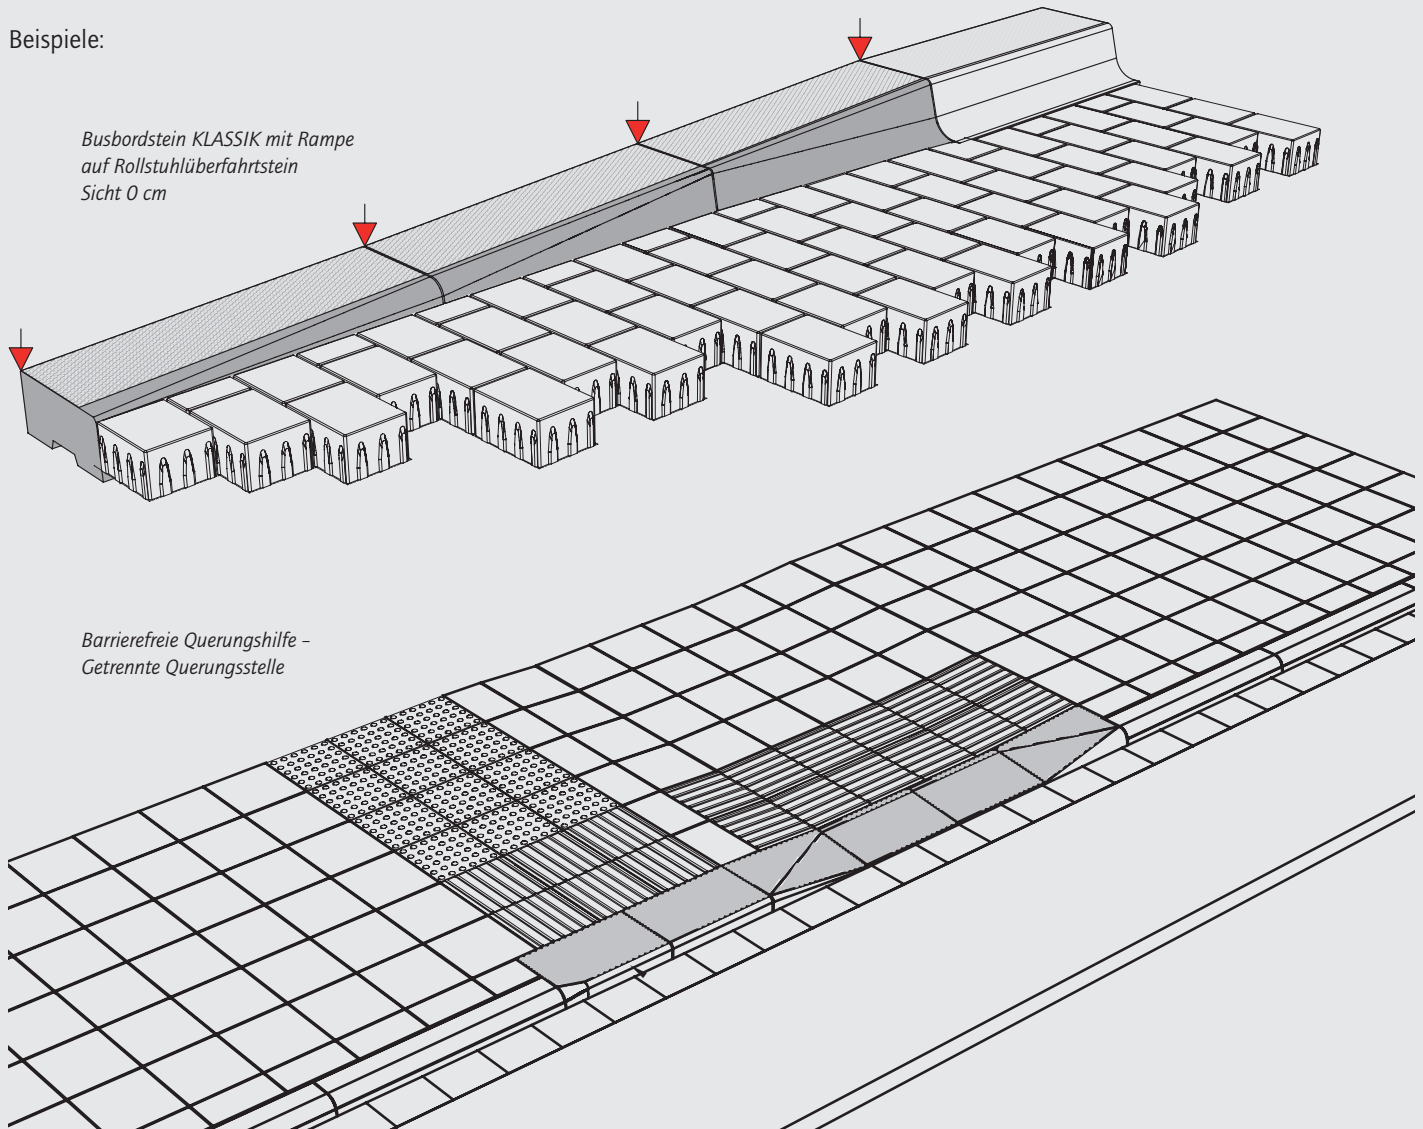 Beispiele:
Busbordstein KLASSIK mit Rampe
auf Rollstuhlüberfahrtstein
Sicht 0 cm
Barrierefreie Querungshilfe –
Getrennte Querungsstelle